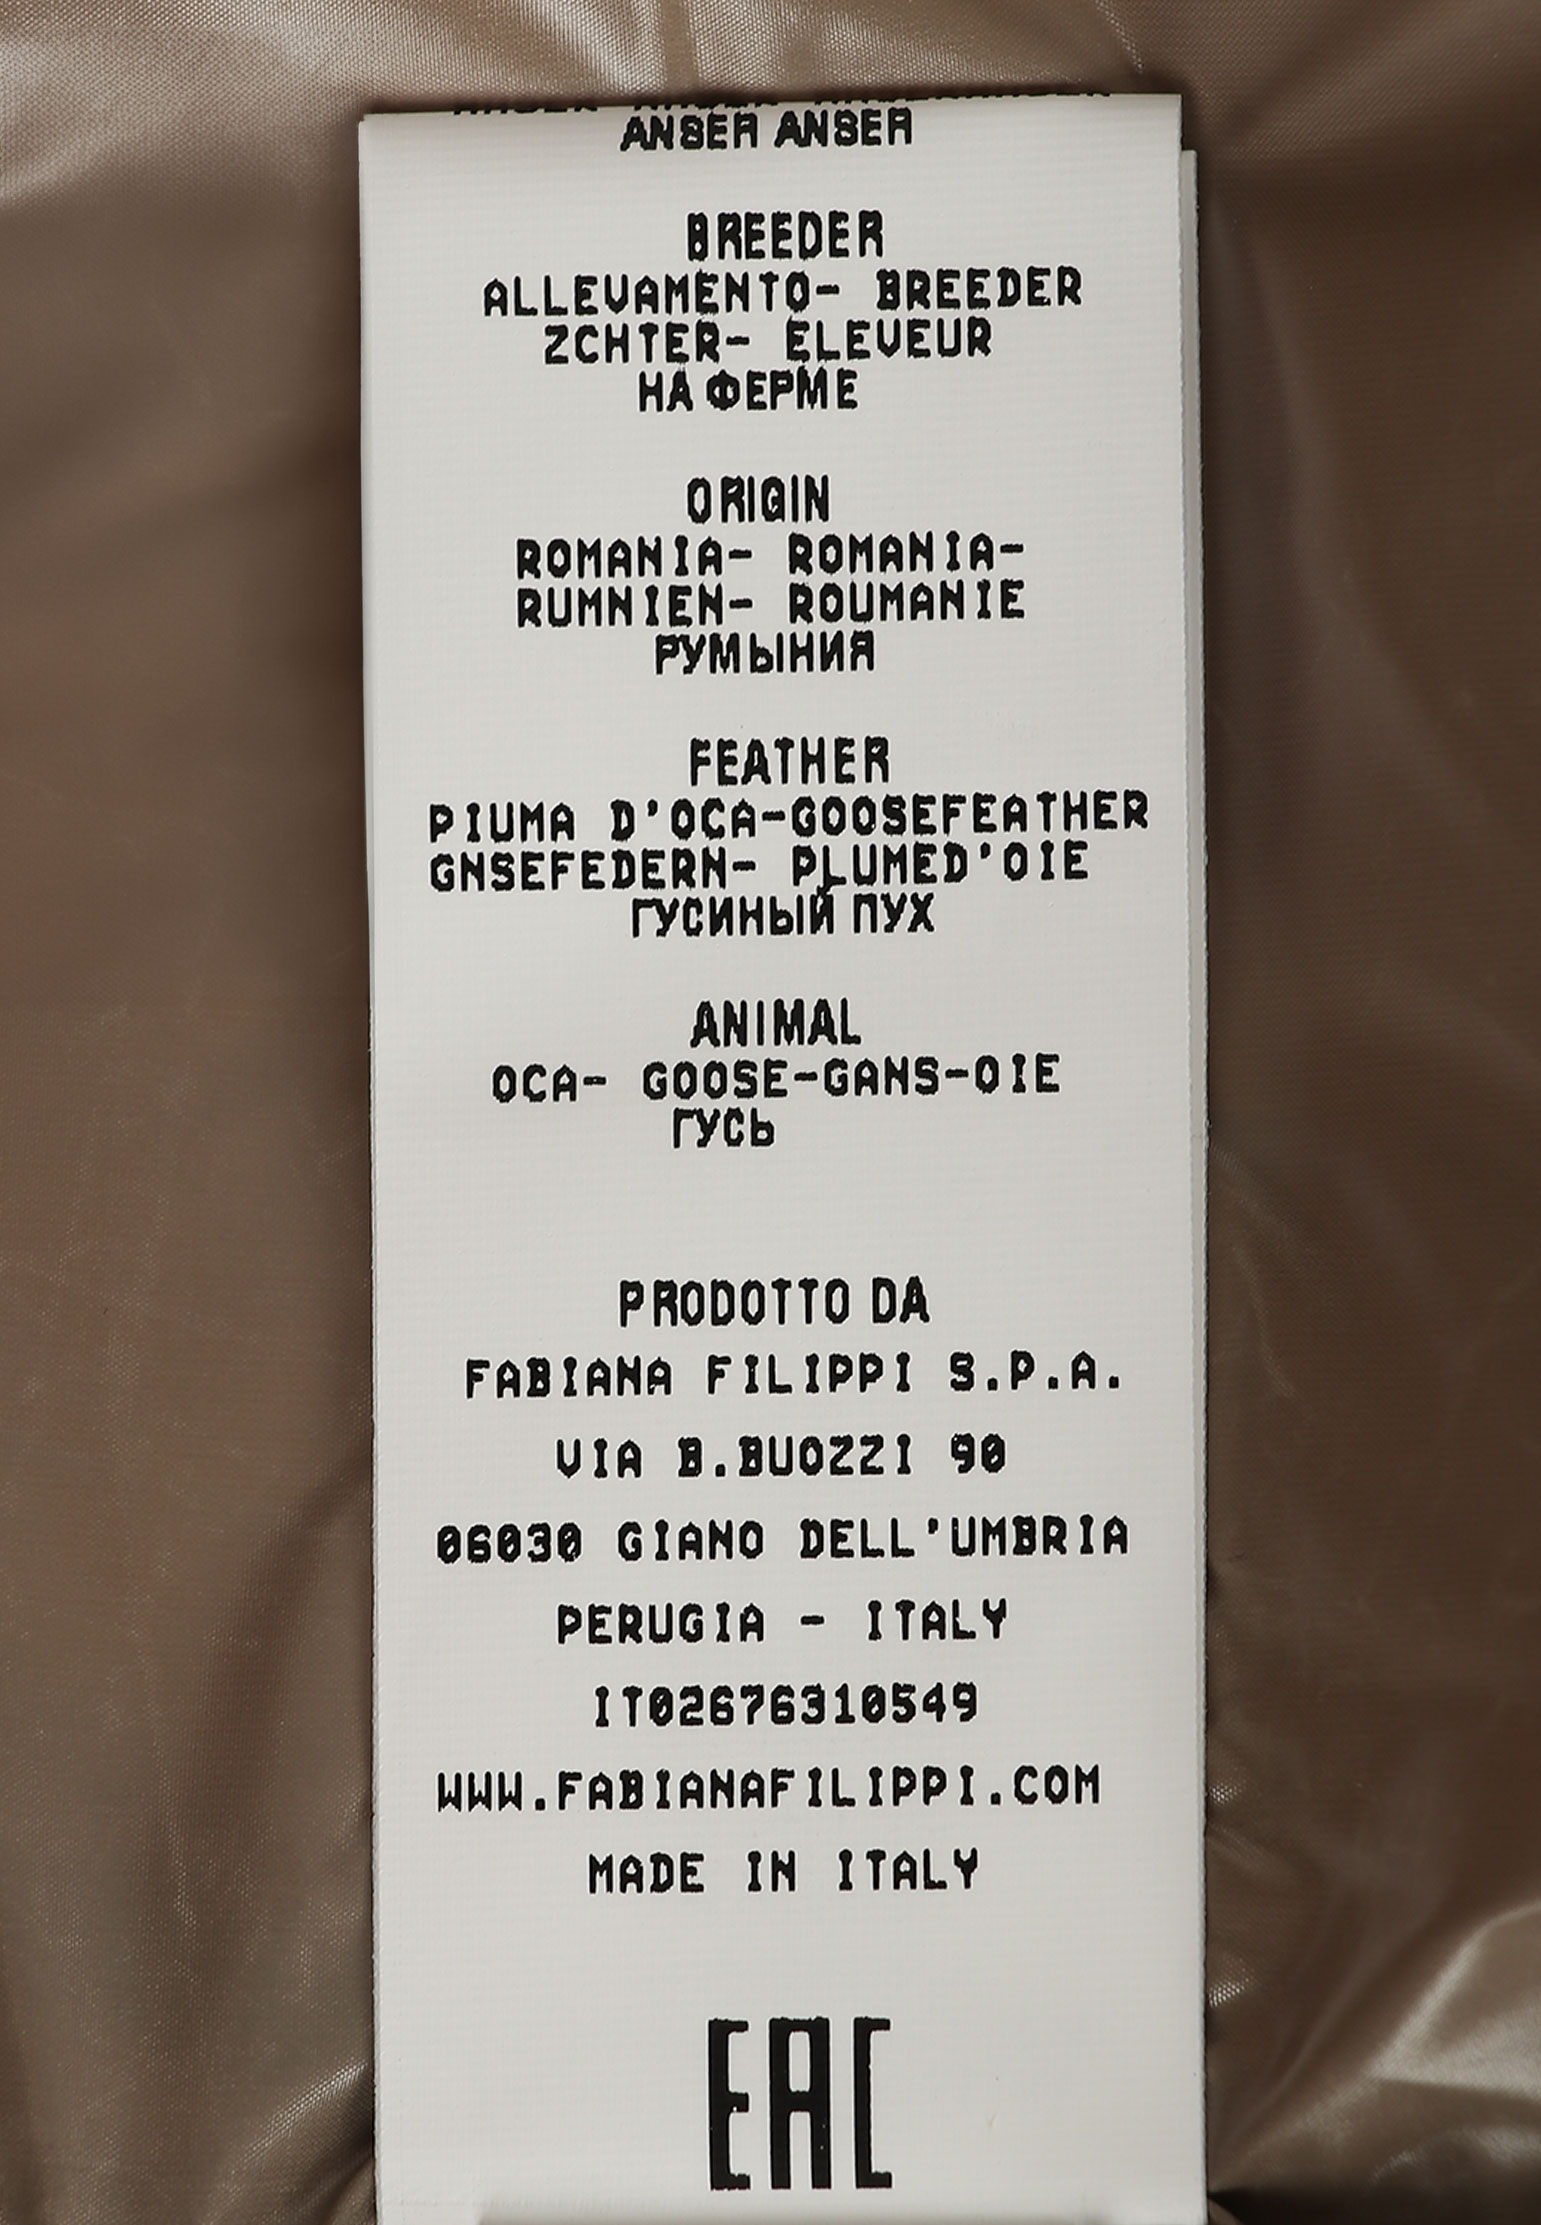 ANSER ANSER
BREEDER
ALLEVAMENTO- BREEDER
ZCHTER- ELEVEUR
НА ФЕРМЕ
ORIGIN
ROMANIA- ROMANIA-
RUMNIEN- ROUMANIE
РУМЫНИЯ
FEATHER
PIUMA D'OCA-GOOSEFEATHER
GNSEFEDERN- PLUMED'OIE
ГУСИНЫЙ ПУХ
ANIMAL
OCA- GOOSE-GANS-OIE
ГУСЬ
PRODOTTO DA
FABIANA FILIPPI S.P.A.
VIA B.BUOZZI 90
06030 GIANO DELL'UMBRIA
PERUGIA - ITALY
IT02676310549
WWW.FABIANAFILIPPI.COM
MADE IN ITALY
EAC